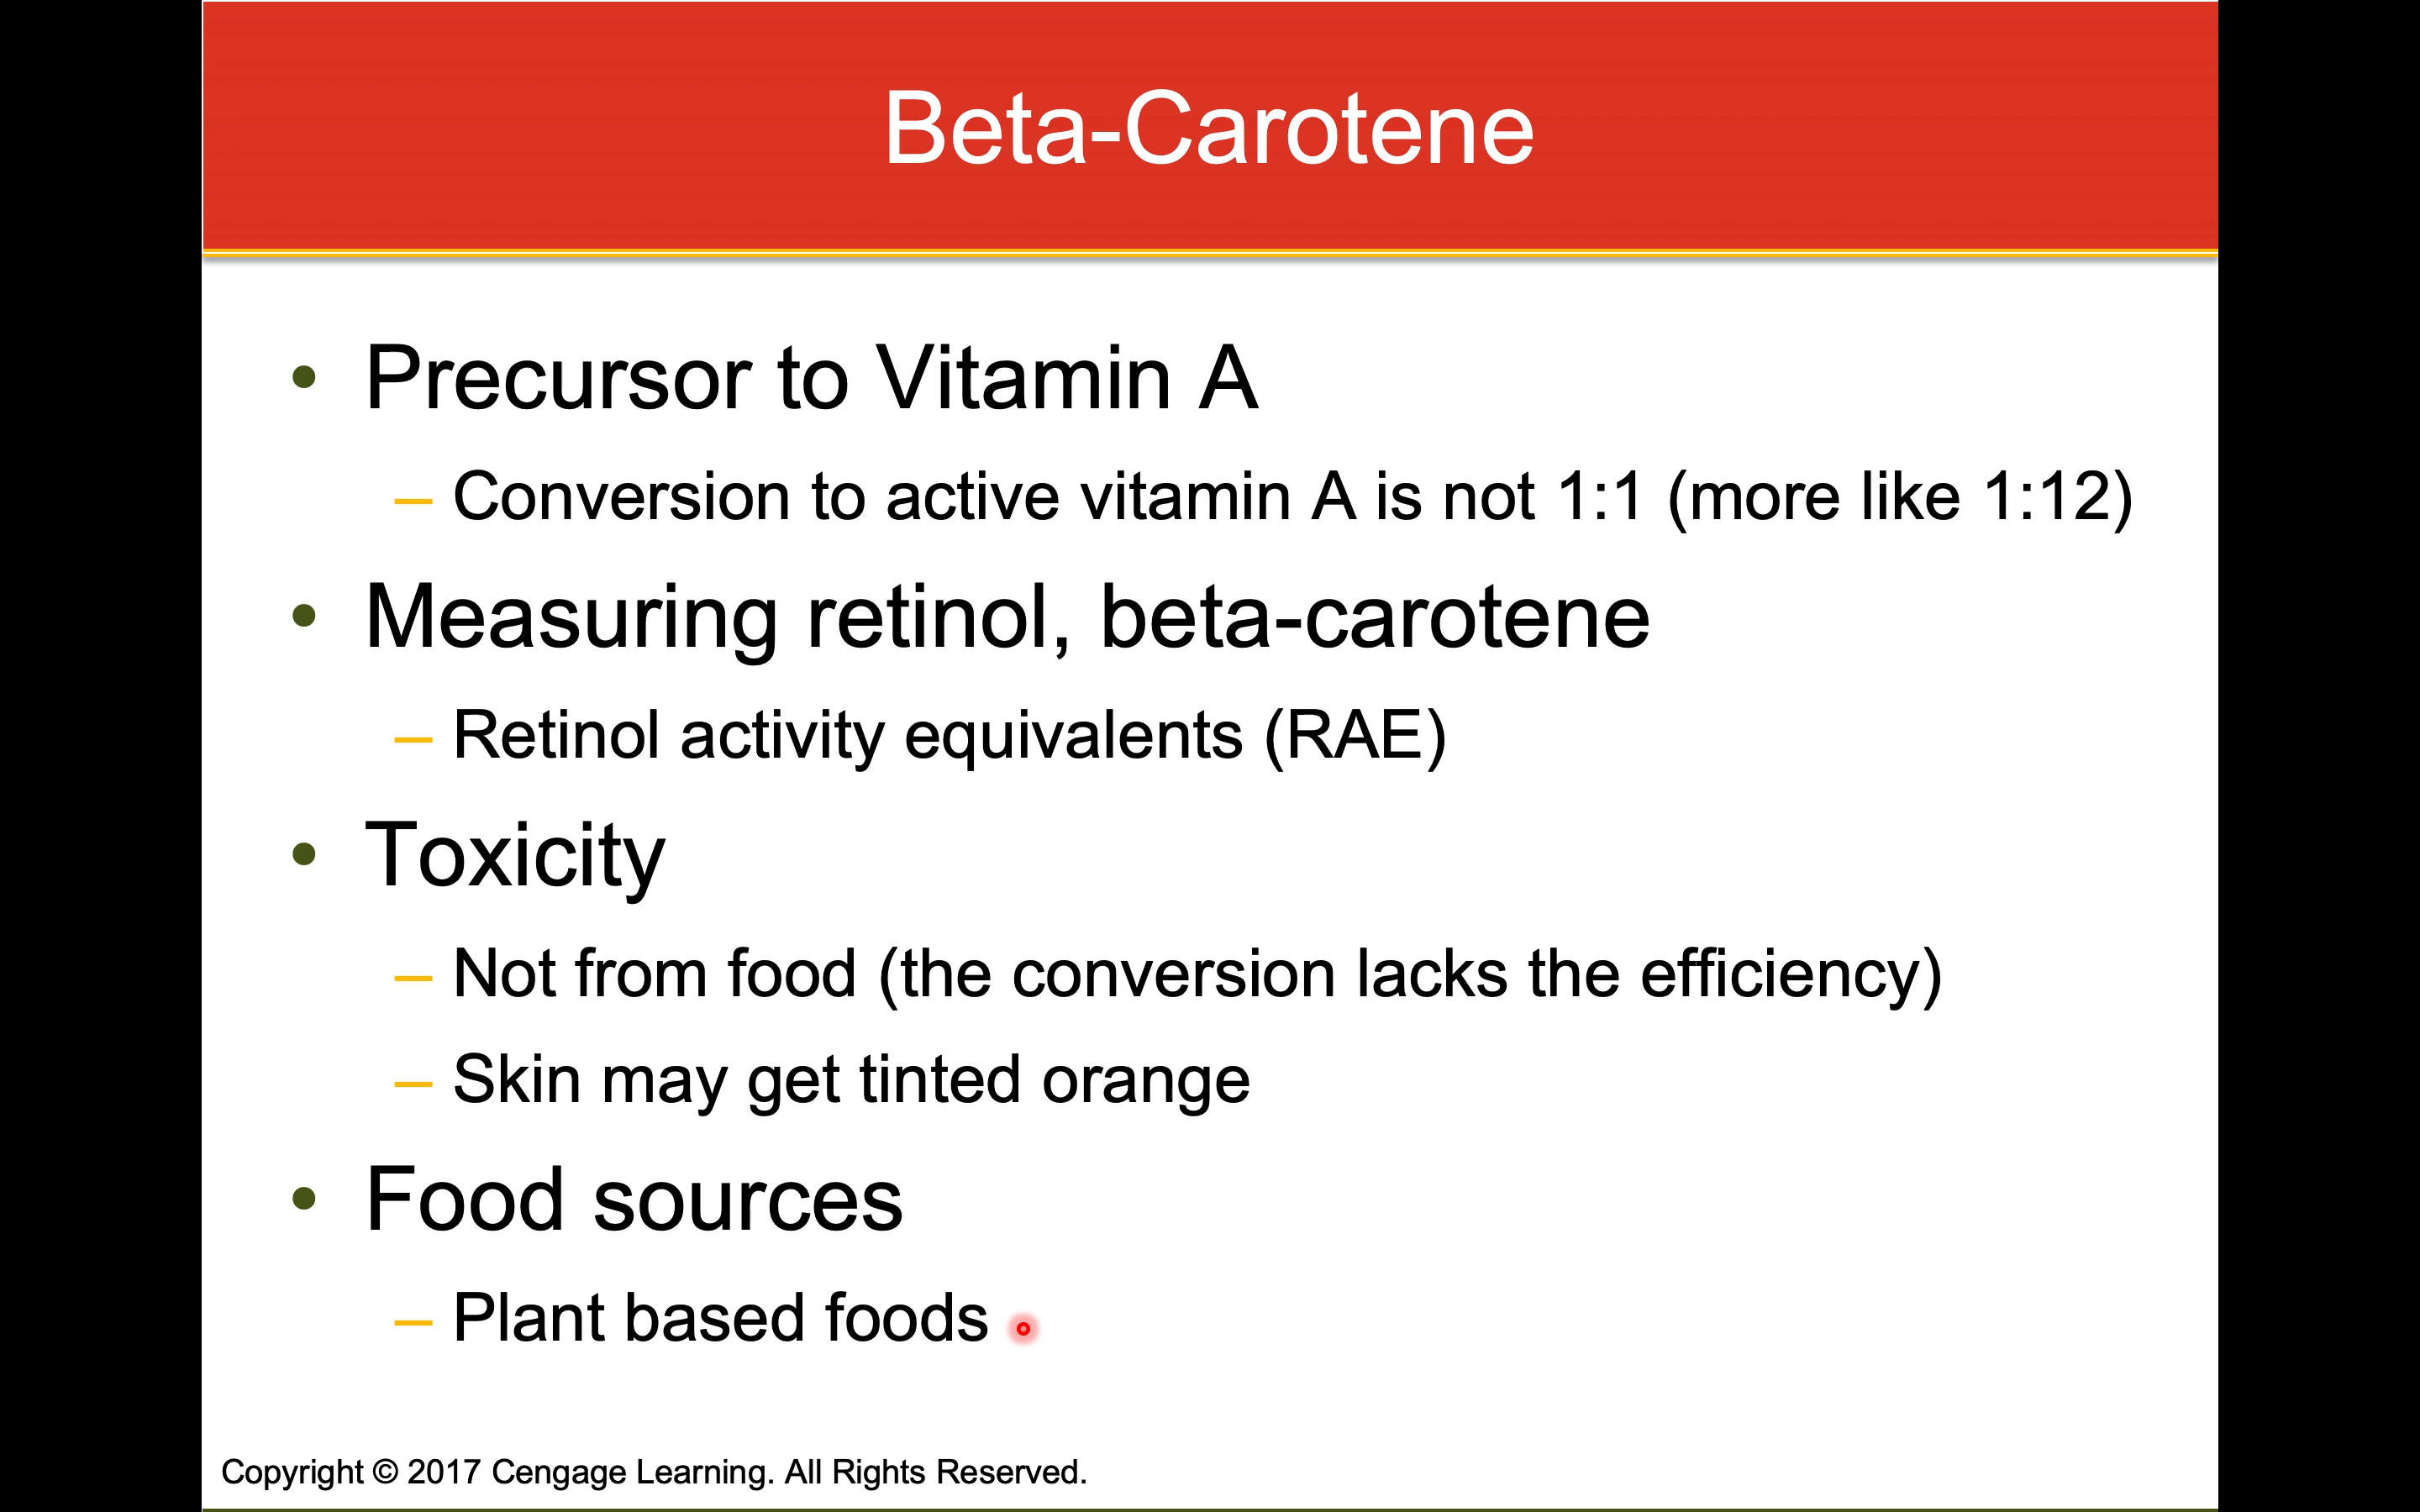 Beta-Carotene
• Precursor to Vitamin A
– Conversion to active vitamin A is not 1:1 (more like 1:12)
• Measuring retinol, beta-carotene
– Retinol activity equivalents (RAE)
• Toxicity
– Not from food (the conversion lacks the efficiency)
– Skin may get tinted orange
• Food sources
– Plant based foods
Copyright © 2017 Cengage Learning. All Rights Reserved.